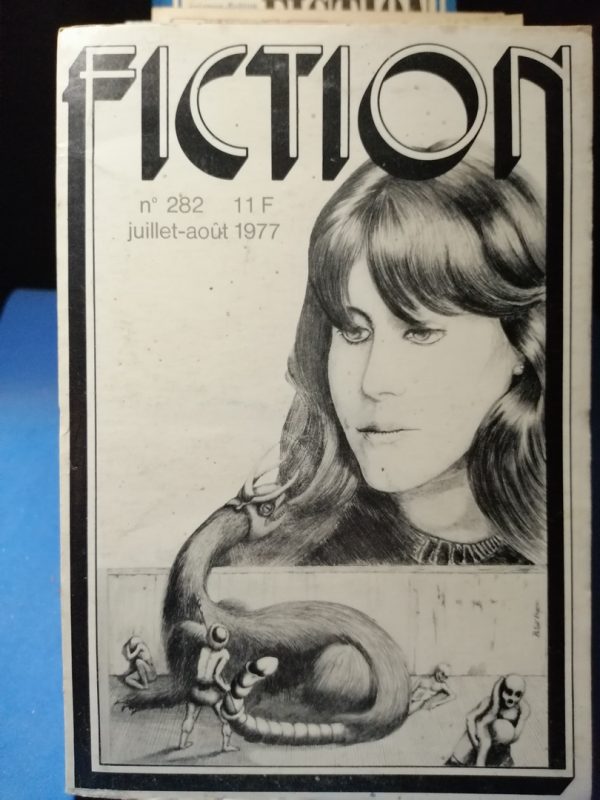 FICTION
n° 282 11 F
juillet-août 1977